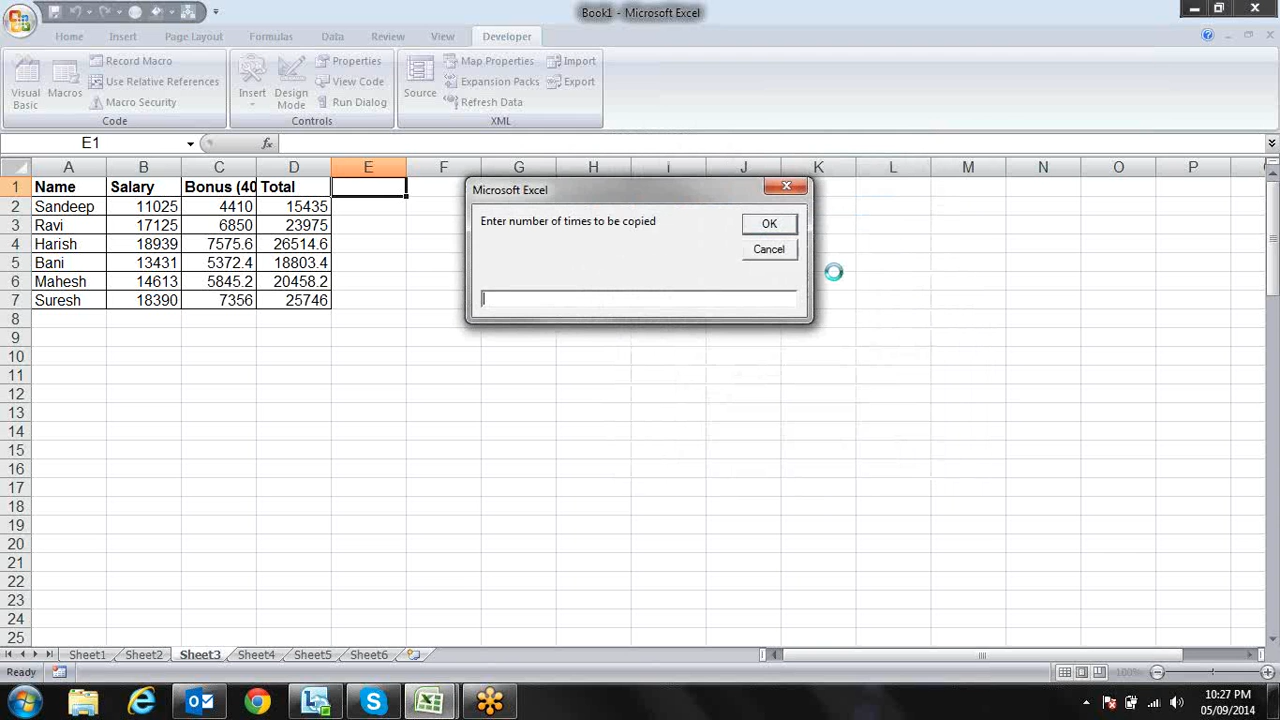 Book1 - Microsoft Excel
Home Insert Page Layout Formulas Data Review View Developer
Visual Basic
Macros
Record Macro
Use Relative References
Macro Security
Code
Insert
Design Mode
Properties
View Code
Run Dialog
Controls
Source
Map Properties
Expansion Packs
Refresh Data
Import
Export
XML
E1 fx
A B C D E F G H I J K L M N O P
1 Name Salary Bonus (40 Total
2 Sandeep 11025 4410 15435
3 Ravi 17125 6850 23975
4 Harish 18939 7575.6 26514.6
5 Bani 13431 5372.4 18803.4
6 Mahesh 14613 5845.2 20458.2
7 Suresh 18390 7356 25746
8
9
10
11
12
13
14
15
16
17
18
19
20
21
22
23
24
25
Microsoft Excel
Enter number of times to be copied
OK
Cancel
Sheet1 Sheet2 Sheet3 Sheet4 Sheet5 Sheet6
Ready 100%
10:27 PM
05/09/2014